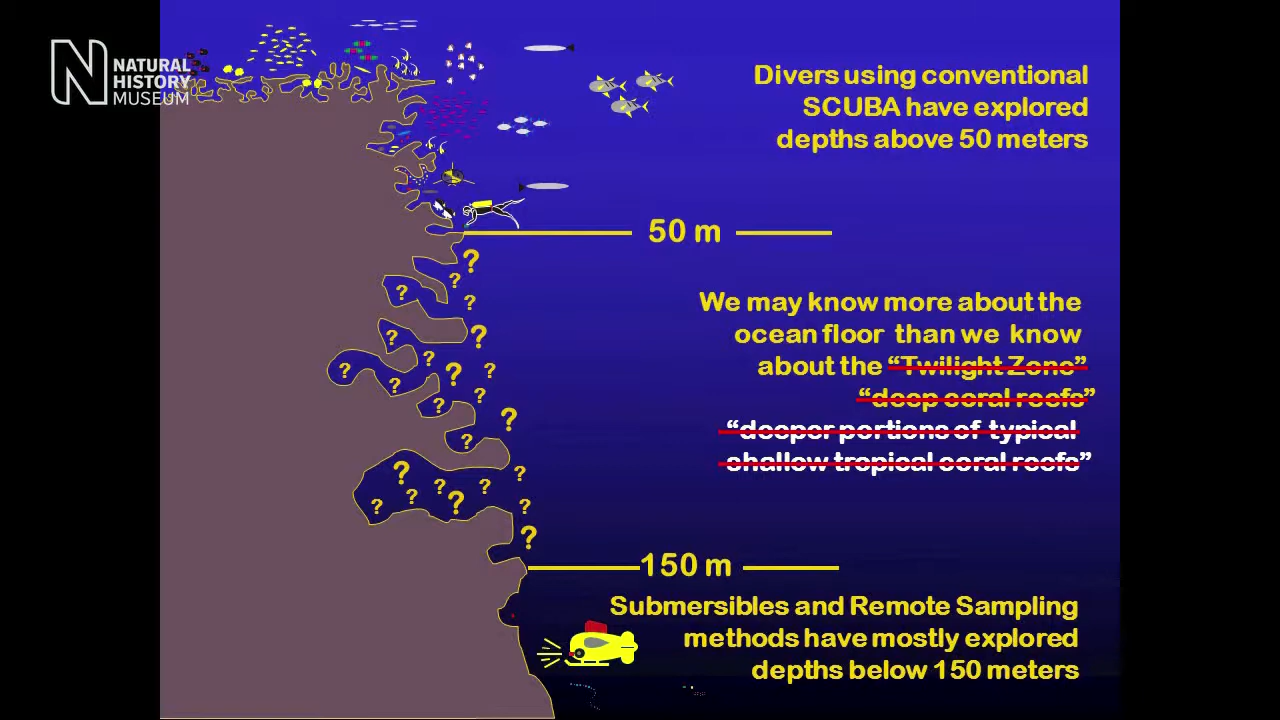 N NATURAL
HISTORY
MUSEUM
Divers using conventional
SCUBA have explored
depths above 50 meters
50 m
? ? ? ? ? ? ? ? ? ? ? ? ? ? ? ? ? ? ? ? ? ? ? ? ? ?
We may know more about the
ocean floor than we know
about the “Twilight Zone”
“deep coral reefs”
“deeper portions of typical
shallow tropical coral reefs”
150 m
Submersibles and Remote Sampling
methods have mostly explored
depths below 150 meters